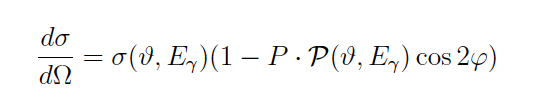 dσ/dΩ = σ(ϑ, E_γ)(1 − P · 𝒫(ϑ, E_γ) cos 2φ)